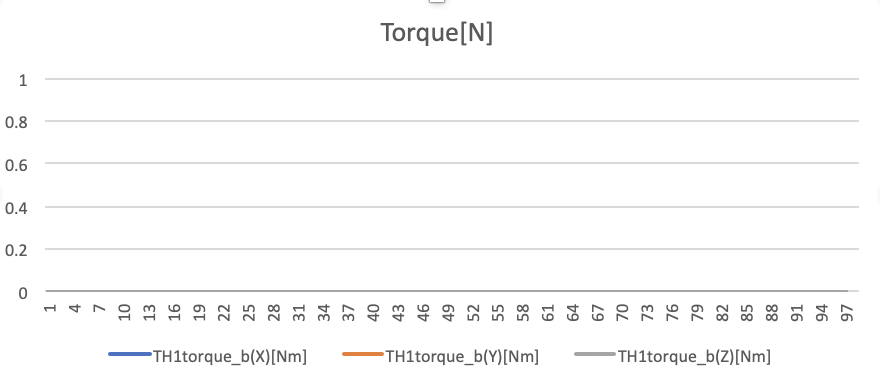 Torque[N]
1
0.8
0.6
0.4
0.2
0
1 4 7 10 13 16 19 22 25 28 31 34 37 40 43 46 49 52 55 58 61 64 67 70 73 76 79 82 85 88 91 94 97
TH1torque_b(X)[Nm] TH1torque_b(Y)[Nm] TH1torque_b(Z)[Nm]